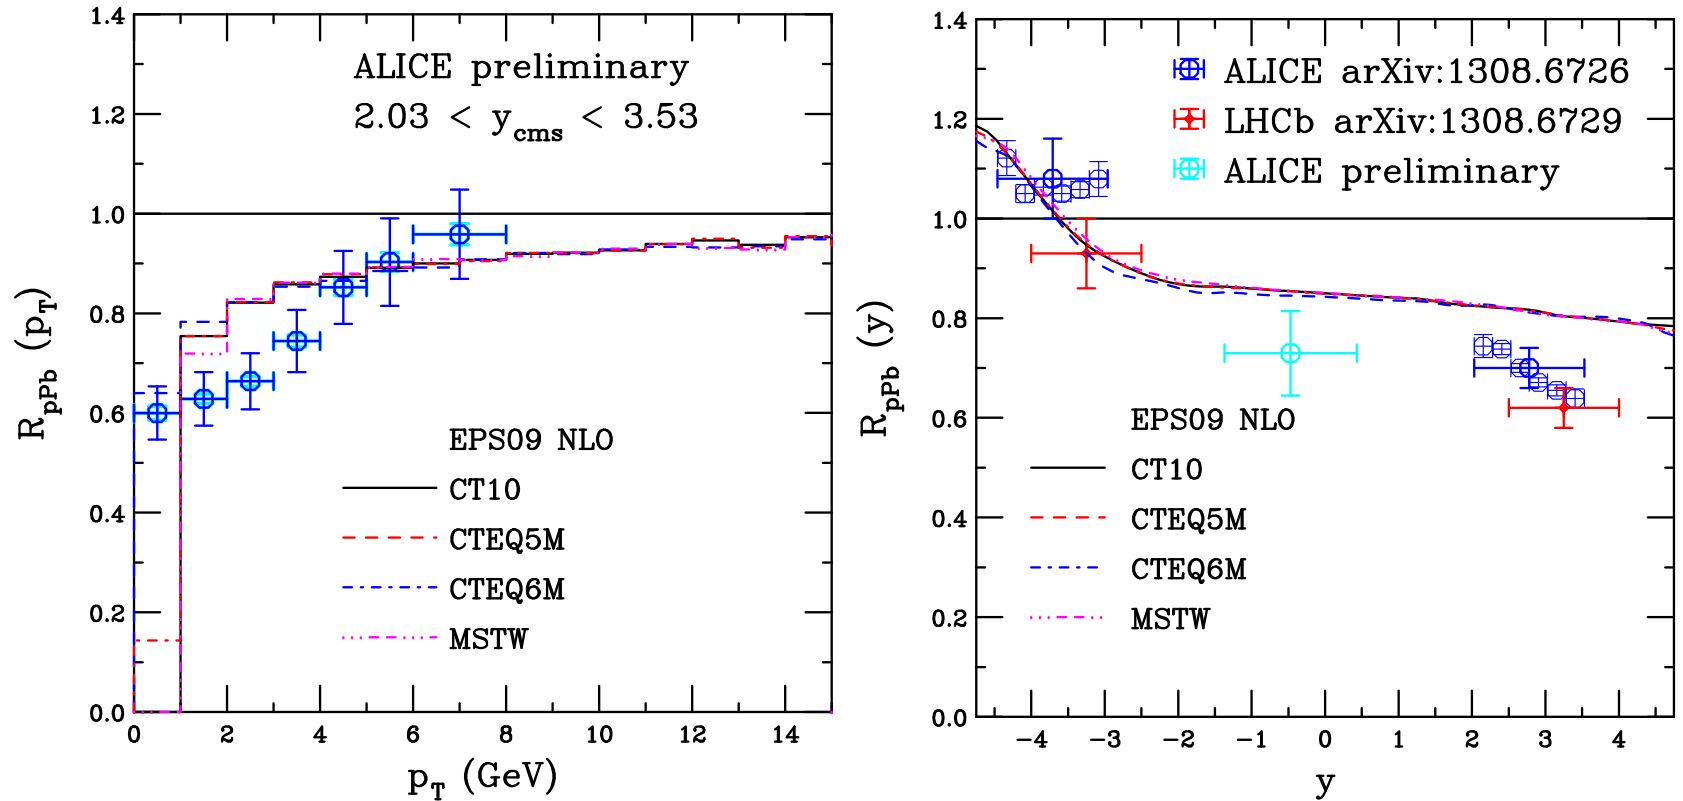 1.4
1.2
1.0
0.8
0.6
0.4
0.2
0.0
R_pPb (p_T)
ALICE preliminary
2.03 < y_cms < 3.53
EPS09 NLO
CT10
CTEQ5M
CTEQ6M
MSTW
0 2 4 6 8 10 12 14
p_T (GeV)
1.4
1.2
1.0
0.8
0.6
0.4
0.2
0.0
R_pPb (y)
ALICE arXiv:1308.6726
LHCb arXiv:1308.6729
ALICE preliminary
EPS09 NLO
CT10
CTEQ5M
CTEQ6M
MSTW
−4 −3 −2 −1 0 1 2 3 4
y